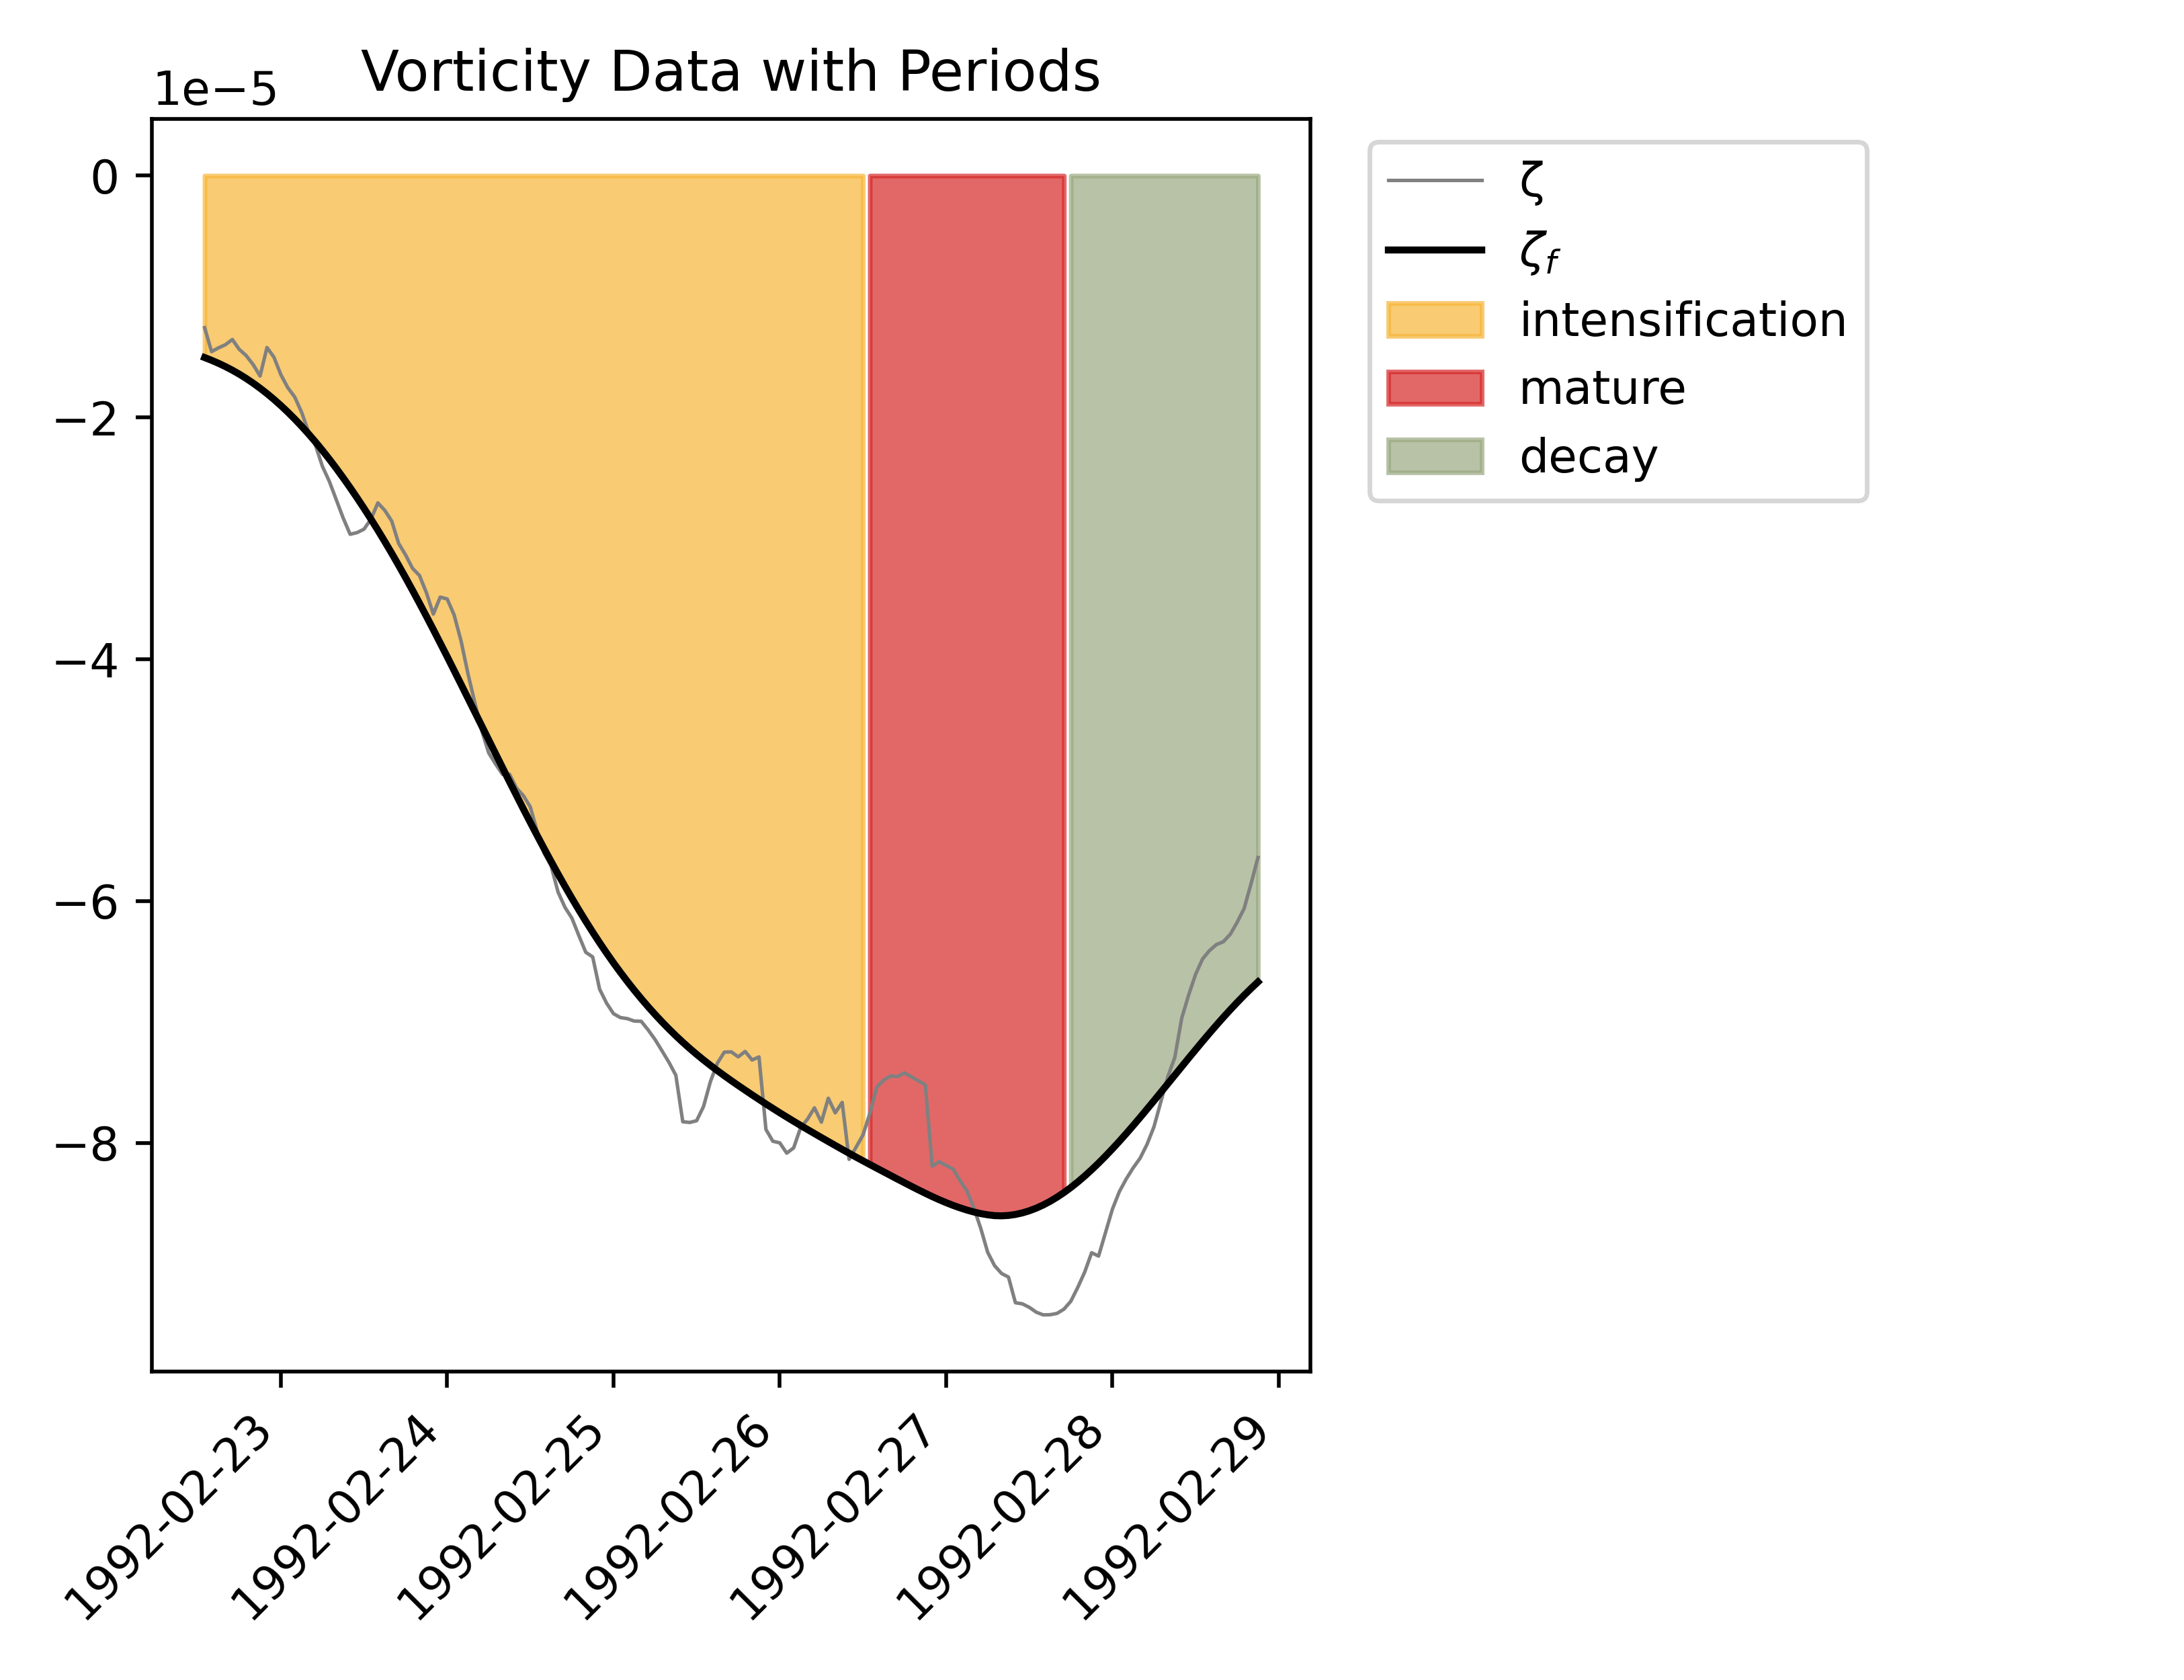 Vorticity Data with Periods
1e−5
0
−2
−4
−6
−8
1992-02-23
1992-02-24
1992-02-25
1992-02-26
1992-02-27
1992-02-28
1992-02-29
ζ
ζf
intensification
mature
decay